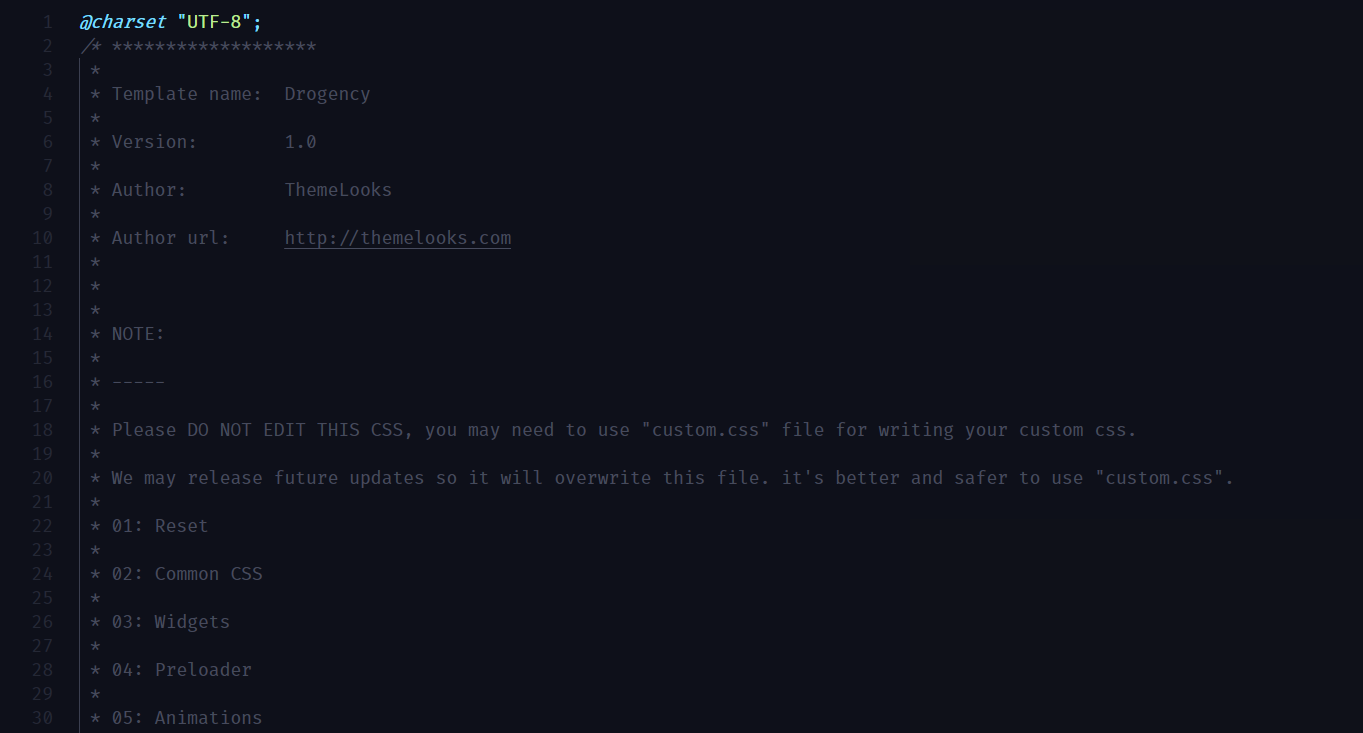 1 @charset "UTF-8";
2 /* *******************
3 *
4 * Template name:  Drogency
5 *
6 * Version:        1.0
7 *
8 * Author:         ThemeLooks
9 *
10 * Author url:     http://themelooks.com
11 *
12 *
13 *
14 * NOTE:
15 *
16 * -----
17 *
18 * Please DO NOT EDIT THIS CSS, you may need to use "custom.css" file for writing your custom css.
19 *
20 * We may release future updates so it will overwrite this file. it's better and safer to use "custom.css".
21 *
22 * 01: Reset
23 *
24 * 02: Common CSS
25 *
26 * 03: Widgets
27 *
28 * 04: Preloader
29 *
30 * 05: Animations